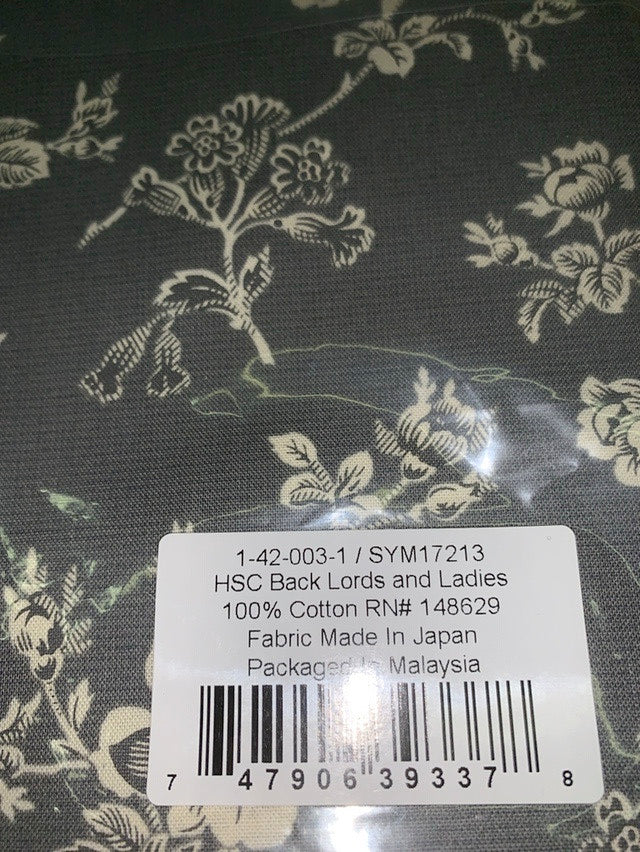 1-42-003-1 / SYM17213
HSC Back Lords and Ladies
100% Cotton RN# 148629
Fabric Made In Japan
Packaged In Malaysia
7 47906 39337 8